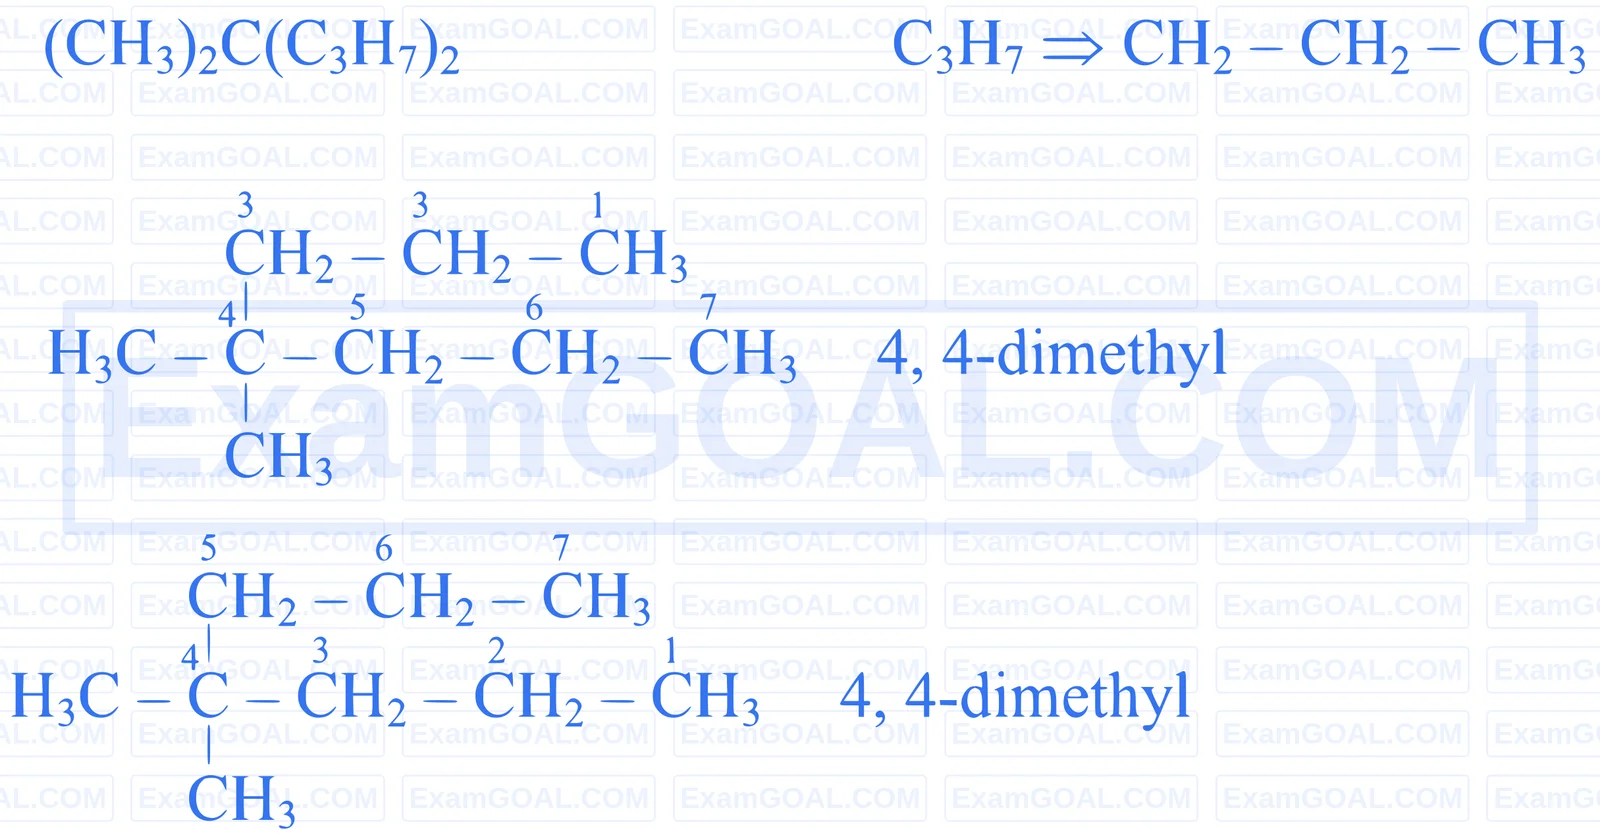 (CH₃)₂C(C₃H₇)₂ C₃H₇ ⇒ CH₂ – CH₂ – CH₃
3 3 1
CH₂ – CH₂ – CH₃
4 5 6 7
H₃C – C – CH₂ – CH₂ – CH₃ 4, 4-dimethyl
CH₃
5 6 7
CH₂ – CH₂ – CH₃
4 3 2 1
H₃C – C – CH₂ – CH₂ – CH₃ 4, 4-dimethyl
CH₃
ExamGOAL.COM